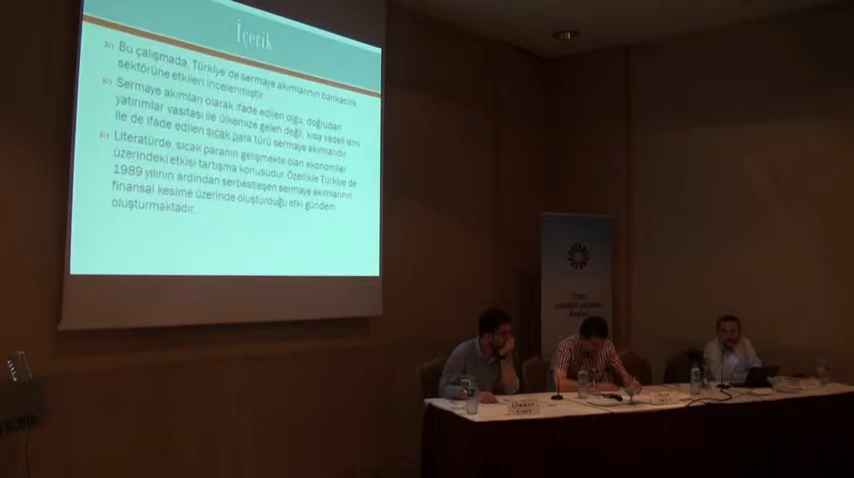 İçerik
Bu çalışmada, Türkiye'de sermaye akımlarının bankacılık
sektörüne etkileri incelenmiştir.
Sermaye akımları olarak ifade edilen olgu, doğrudan
yatırımlar vasıtası ile ülkemize gelen değil, kısa vadeli ismi
ile de ifade edilen sıcak para türü sermaye akımlarıdır.
Literatürde, sıcak paranın gelişmekte olan ekonomiler
üzerindeki etkisi tartışma konusudur. Özellikle Türkiye'de
1989 yılının ardından serbestleşen sermaye akımlarının
finansal kesime üzerinde oluşturduğu etki gündem
oluşturmaktadır.